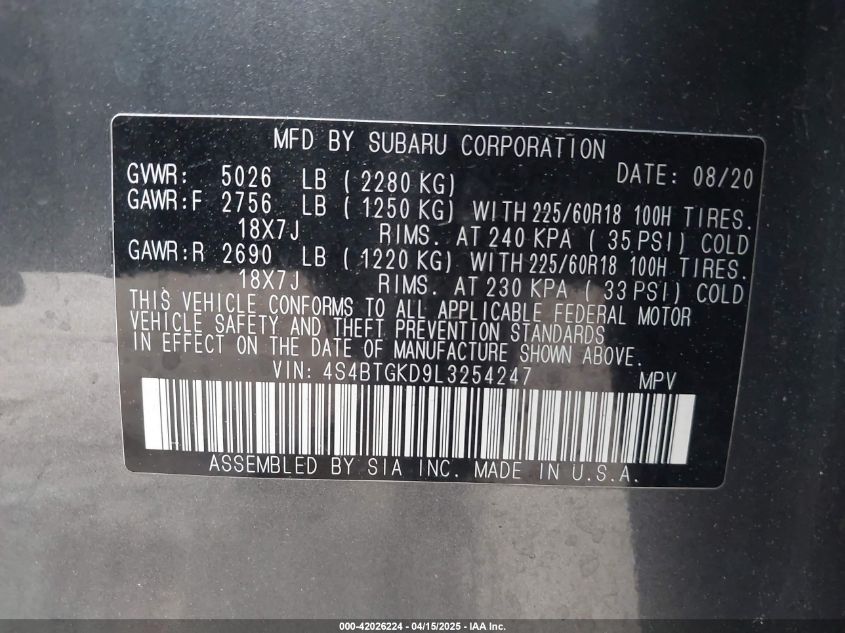 MFD BY SUBARU CORPORATION
GVWR: 5026 LB ( 2280 KG) DATE: 08/20
GAWR:F 2756 LB ( 1250 KG) WITH 225/60R18 100H TIRES.
18X7J RIMS. AT 240 KPA ( 35 PSI) COLD
GAWR:R 2690 LB ( 1220 KG) WITH 225/60R18 100H TIRES.
18X7J RIMS. AT 230 KPA ( 33 PSI) COLD
THIS VEHICLE CONFORMS TO ALL APPLICABLE FEDERAL MOTOR
VEHICLE SAFETY AND THEFT PREVENTION STANDARDS
IN EFFECT ON THE DATE OF MANUFACTURE SHOWN ABOVE.
VIN: 4S4BTGKD9L3254247 MPV
ASSEMBLED BY SIA INC. MADE IN U.S.A.
000-42026224 - 04/15/2025 - IAA Inc.